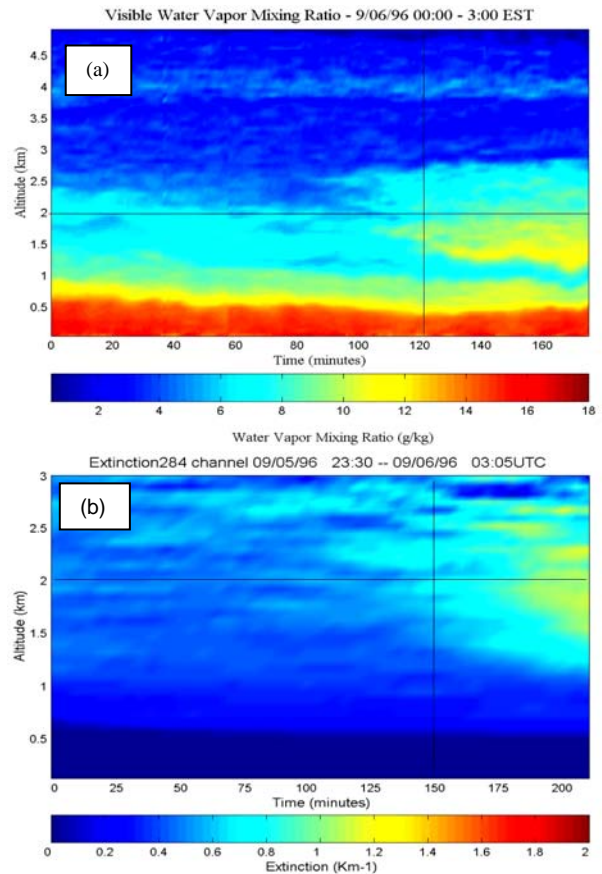 Visible Water Vapor Mixing Ratio - 9/06/96 00:00 - 3:00 EST
(a)
Altitude (km)
4.5
4
3.5
3
2.5
2
1.5
1
0.5
0 20 40 60 80 100 120 140 160
Time (minutes)
2 4 6 8 10 12 14 16 18
Water Vapor Mixing Ratio (g/kg)
Extinction284 channel 09/05/96 23:30 -- 09/06/96 03:05UTC
(b)
Altitude (km)
3
2.5
2
1.5
1
0.5
0 25 50 75 100 125 150 175 200
Time (minutes)
0 0.2 0.4 0.6 0.8 1 1.2 1.4 1.6 1.8 2
Extinction (Km-1)